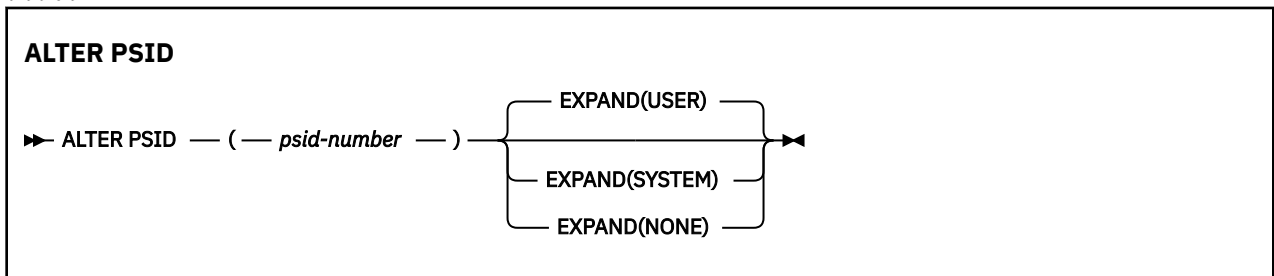 ALTER PSID
EXPAND(USER)
ALTER PSID ( psid-number )
EXPAND(SYSTEM)
EXPAND(NONE)